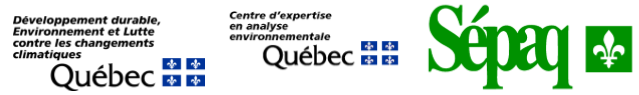 Développement durable,
Environnement et Lutte
contre les changements
climatiques
Québec
Centre d'expertise
en analyse
environnementale
Québec
Sépaq